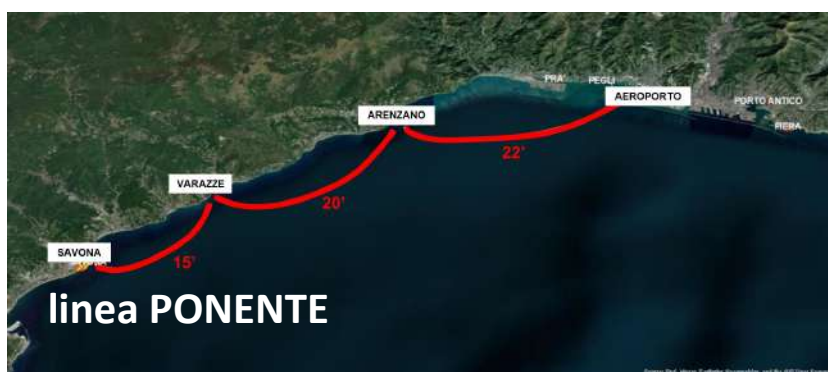 PRA'
PEGLI
AEROPORTO
PORTO ANTICO
ARENZANO
FIERA
22'
VARAZZE
20'
SAVONA
15'
linea PONENTE